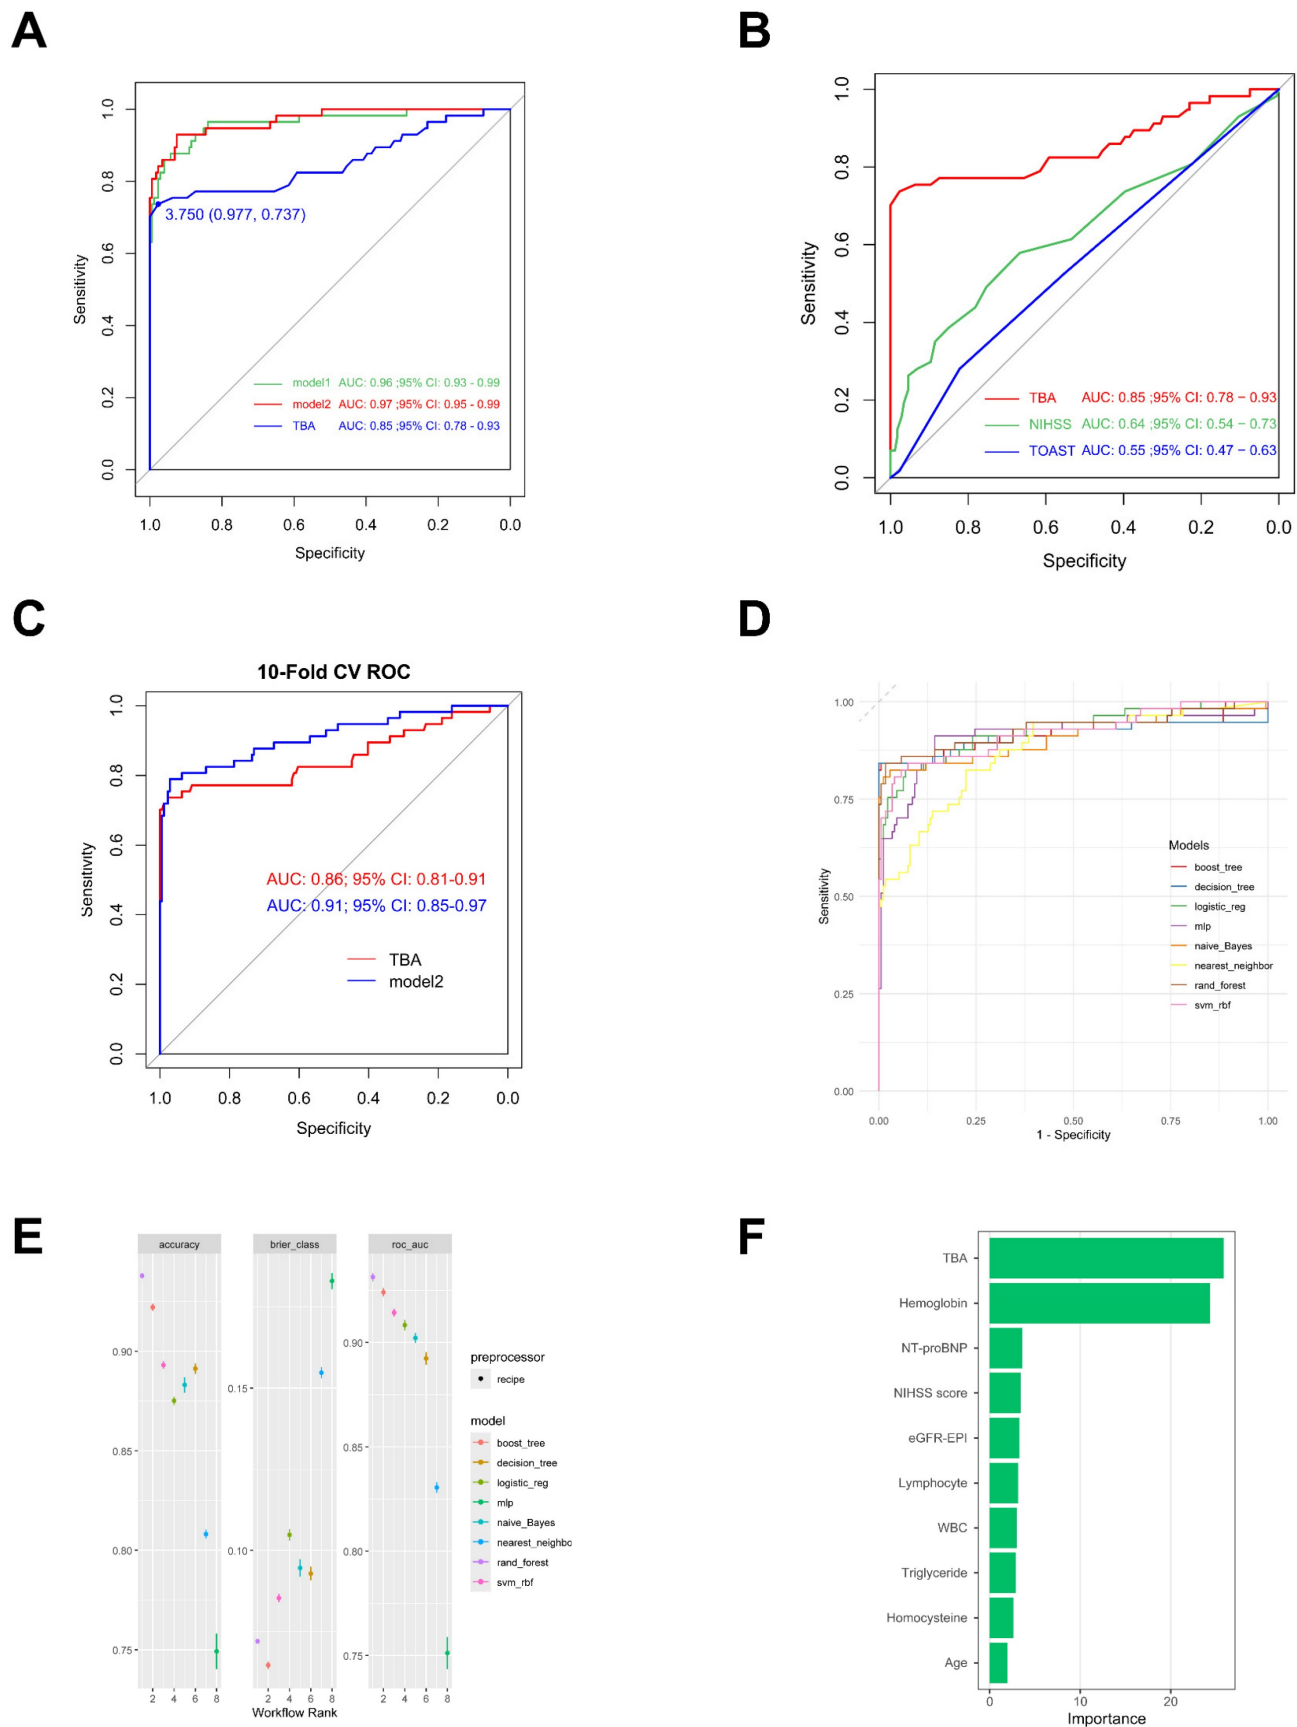 A
1.0
0.8
0.6
0.4
0.2
0.0
Sensitivity
3.750 (0.977, 0.737)
model1 AUC: 0.96 ;95% CI: 0.93 - 0.99
model2 AUC: 0.97 ;95% CI: 0.95 - 0.99
TBA AUC: 0.85 ;95% CI: 0.78 - 0.93
1.0 0.8 0.6 0.4 0.2 0.0
Specificity
B
1.0
0.8
0.6
0.4
0.2
0.0
Sensitivity
TBA AUC: 0.85 ;95% CI: 0.78 − 0.93
NIHSS AUC: 0.64 ;95% CI: 0.54 − 0.73
TOAST AUC: 0.55 ;95% CI: 0.47 − 0.63
1.0 0.8 0.6 0.4 0.2 0.0
Specificity
C
10-Fold CV ROC
1.0
0.8
0.6
0.4
0.2
0.0
Sensitivity
AUC: 0.86; 95% CI: 0.81-0.91
AUC: 0.91; 95% CI: 0.85-0.97
TBA
model2
1.0 0.8 0.6 0.4 0.2 0.0
Specificity
D
1.00
0.75
0.50
0.25
0.00
Sensitivity
Models
boost_tree
decision_tree
logistic_reg
mlp
naive_Bayes
nearest_neighbor
rand_forest
svm_rbf
0.00 0.25 0.50 0.75 1.00
1 - Specificity
E
accuracy brier_class roc_auc
0.90
0.85
0.80
0.75
0.15
0.10
0.90
0.85
0.80
0.75
2 4 6 8 2 4 6 8 2 4 6 8
Workflow Rank
preprocessor
recipe
model
boost_tree
decision_tree
logistic_reg
mlp
naive_Bayes
nearest_neighbc
rand_forest
svm_rbf
F
TBA
Hemoglobin
NT-proBNP
NIHSS score
eGFR-EPI
Lymphocyte
WBC
Triglyceride
Homocysteine
Age
0 10 20
Importance